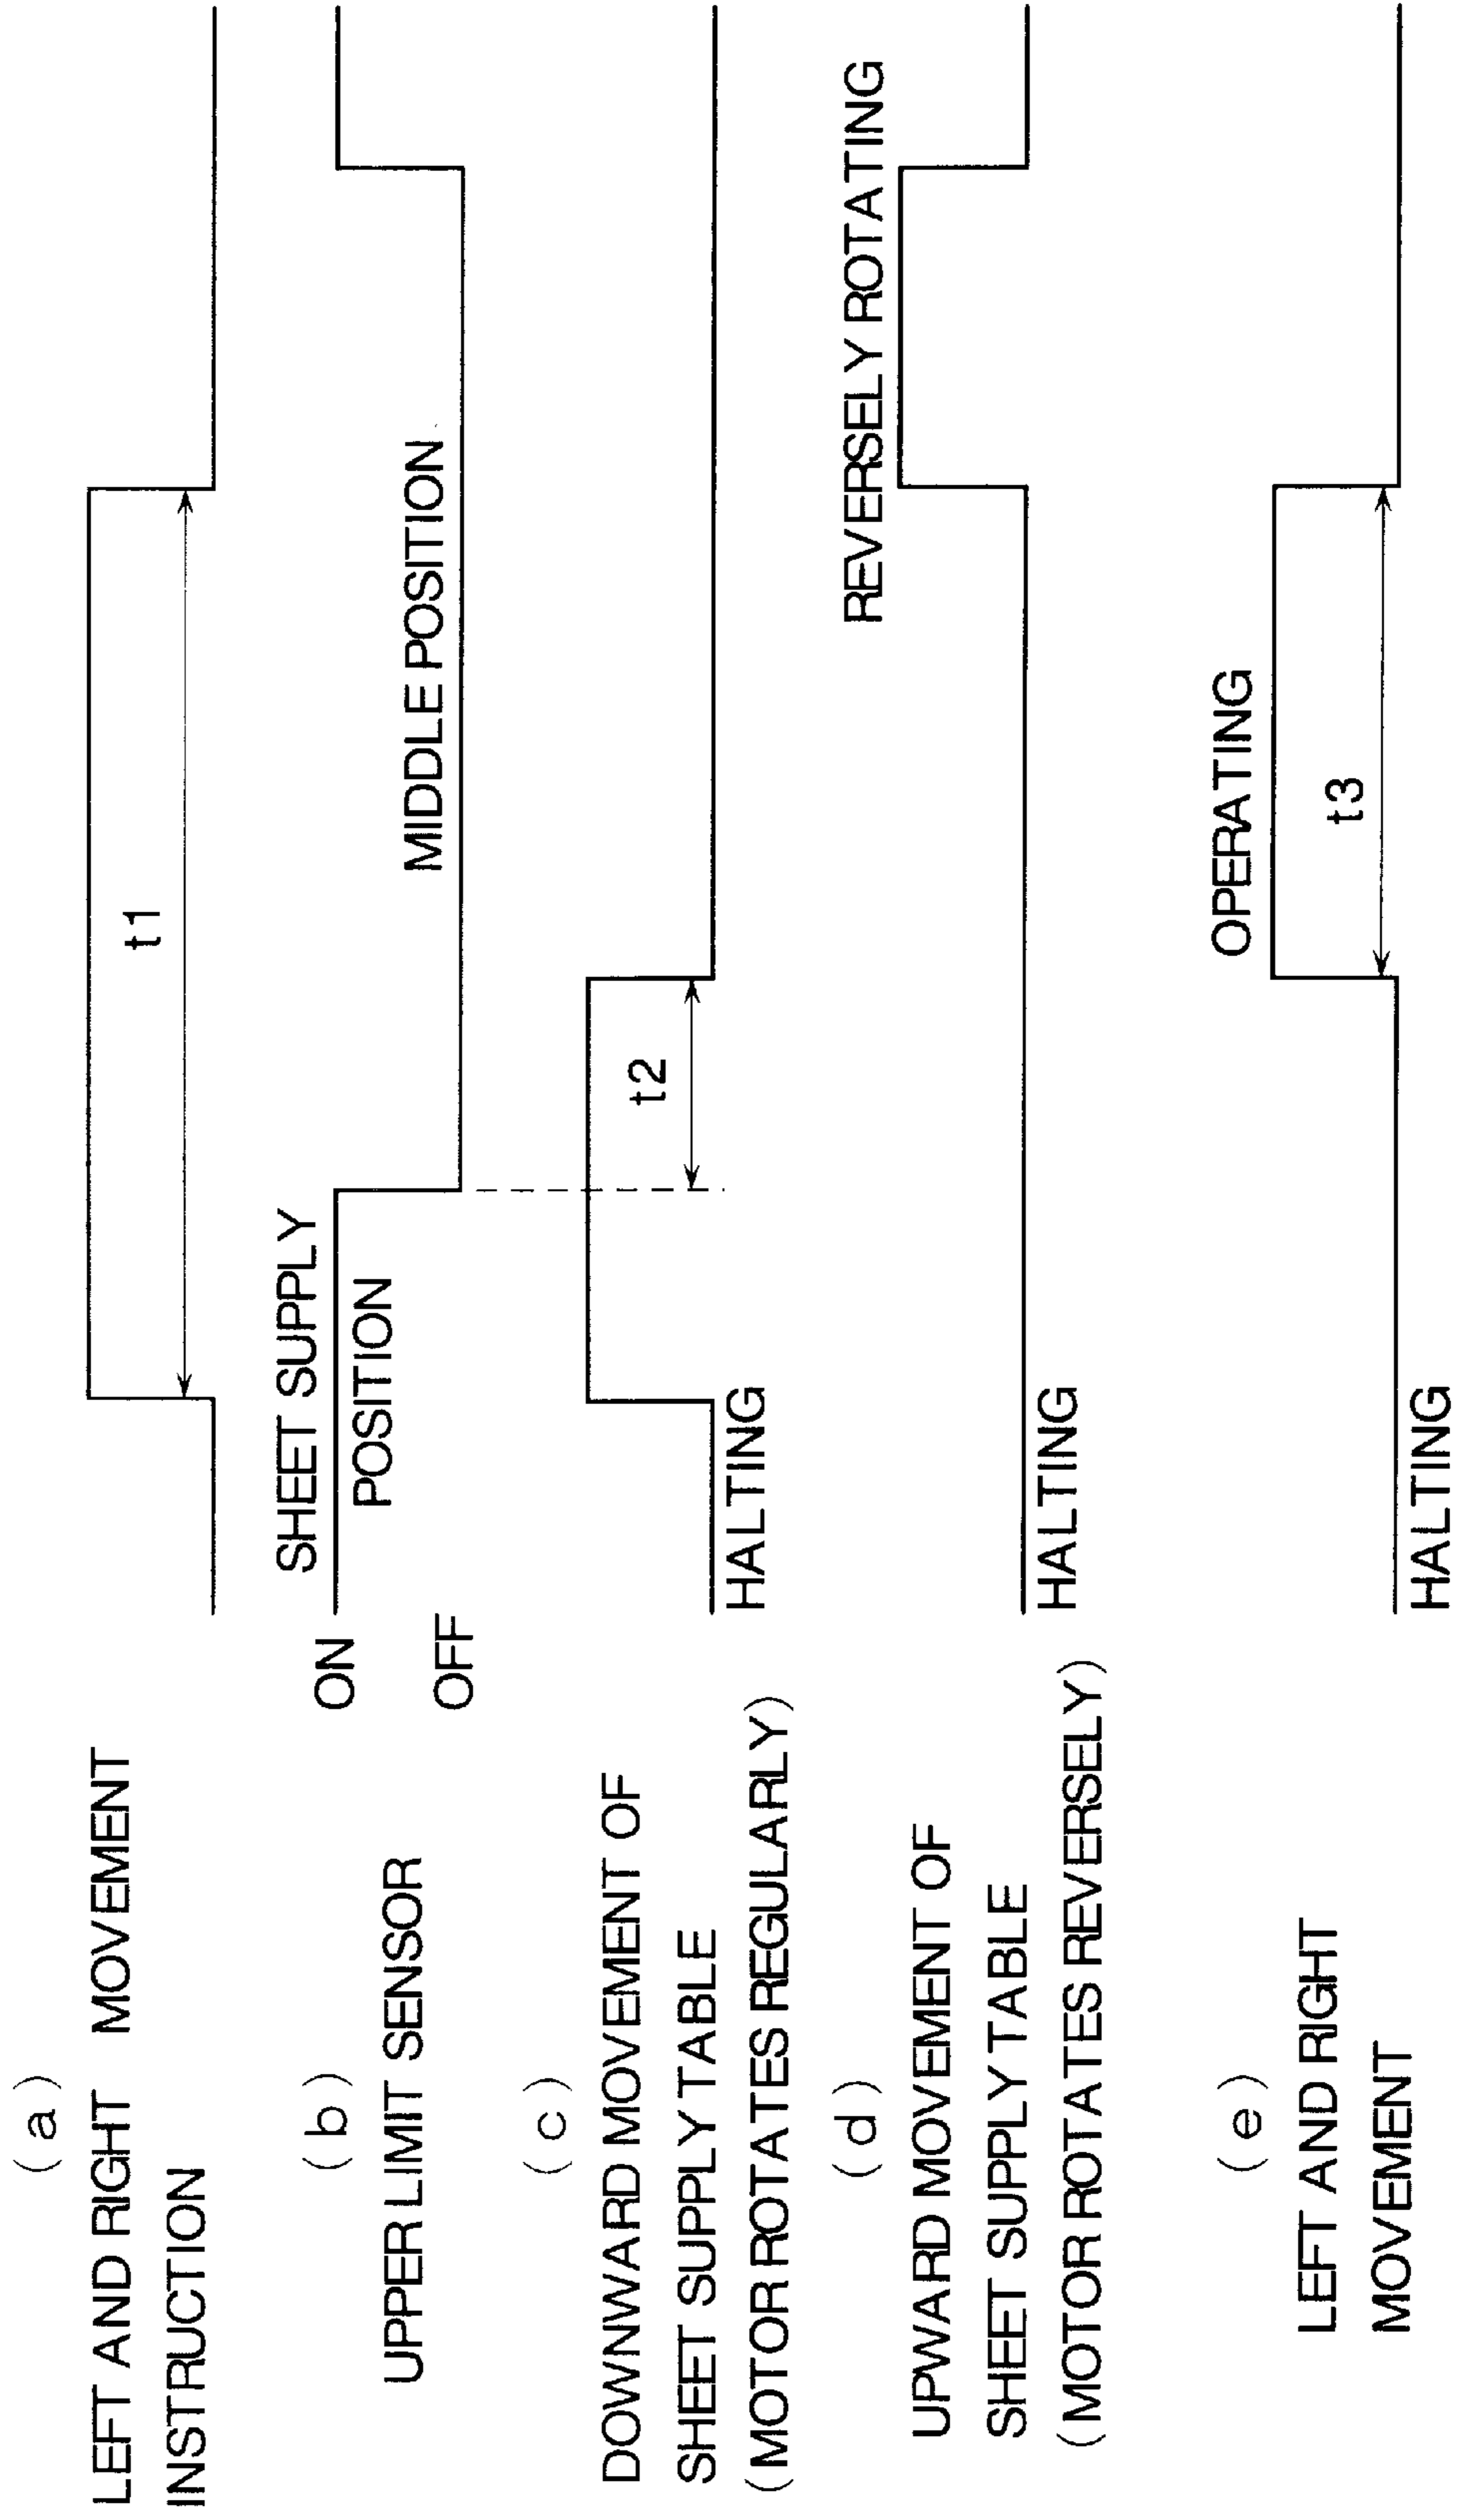 (a)
LEFT AND RIGHT MOVEMENT
INSTRUCTION
t1
(b)
UPPER LIMIT SENSOR
ON
OFF
SHEET SUPPLY
POSITION
MIDDLE POSITION
(c)
DOWNWARD MOVEMENT OF
SHEET SUPPLY TABLE
(MOTOR ROTATES REGULARLY)
HALTING
t2
(d)
UPWARD MOVEMENT OF
SHEET SUPPLY TABLE
(MOTOR ROTATES REVERSELY)
HALTING
REVERSELY ROTATING
(e)
LEFT AND RIGHT
MOVEMENT
HALTING
OPERATING
t3